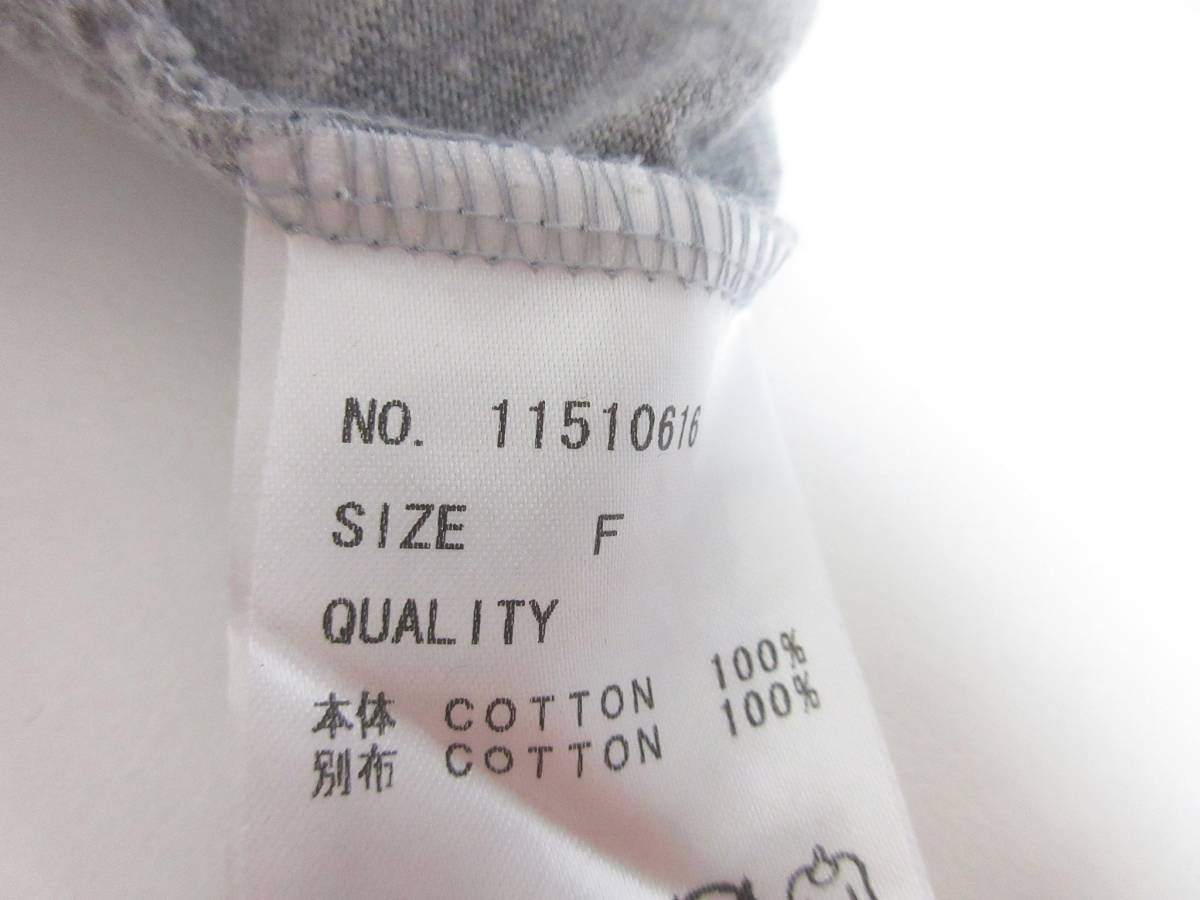 NO. 11510616
SIZE F
QUALITY
本体 COTTON 100%
別布 COTTON 100%